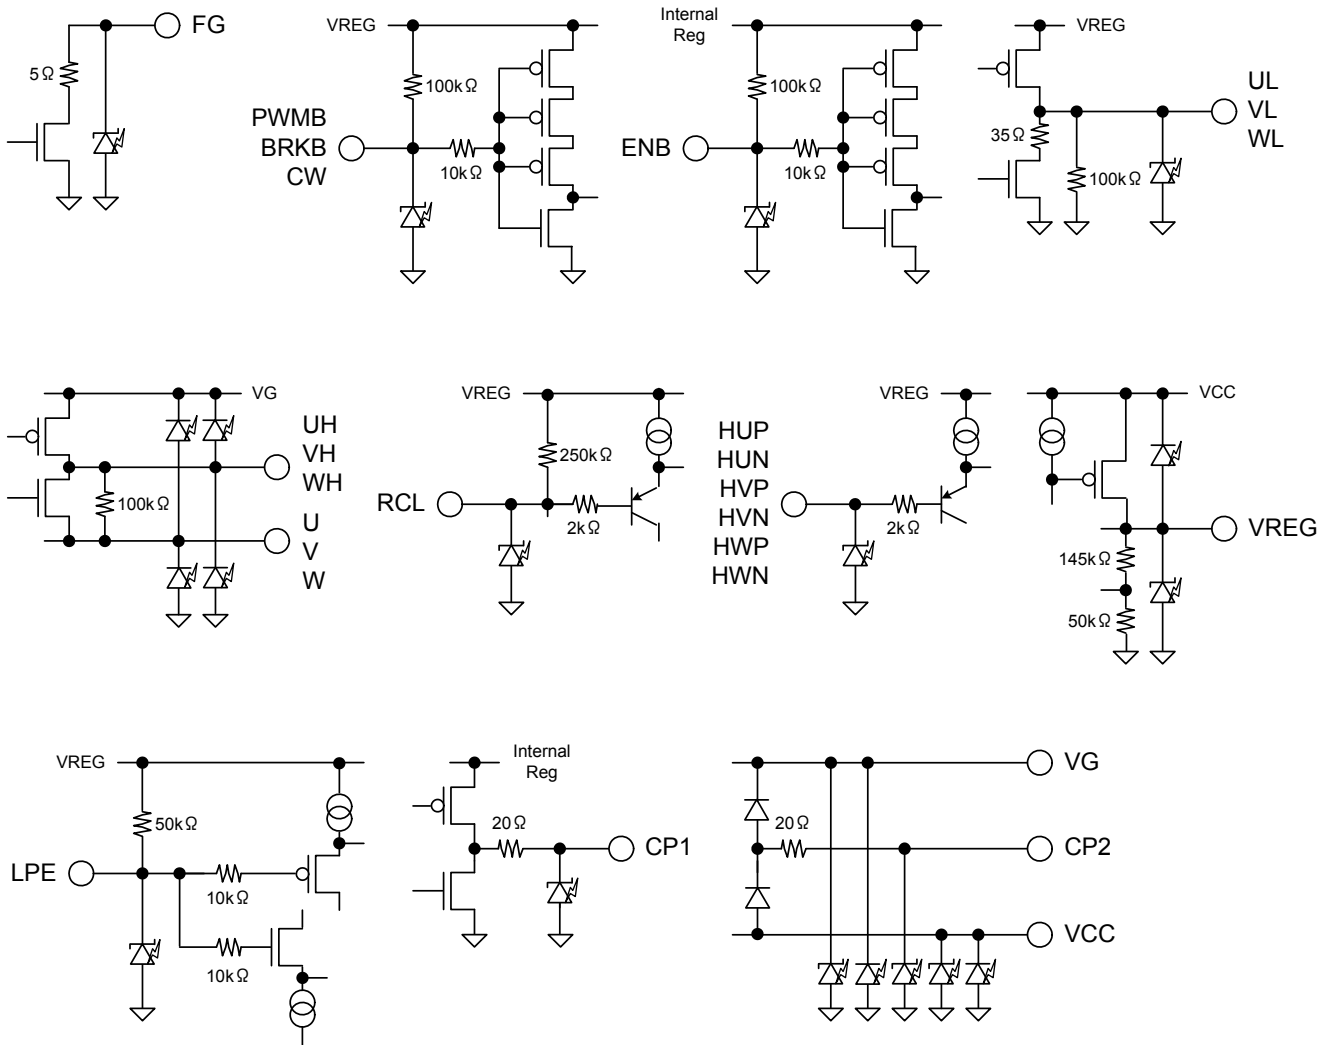 FG
5Ω
VREG
100kΩ
PWMB
BRKB
CW
10kΩ
Internal
Reg
100kΩ
ENB
10kΩ
VREG
UL
VL
WL
35Ω
100kΩ
VG
UH
VH
WH
100kΩ
U
V
W
VREG
250kΩ
RCL
2kΩ
VREG
HUP
HUN
HVP
HVN
HWP
HWN
2kΩ
VCC
VREG
145kΩ
50kΩ
VREG
50kΩ
LPE
10kΩ
10kΩ
Internal
Reg
20Ω
CP1
VG
20Ω
CP2
VCC